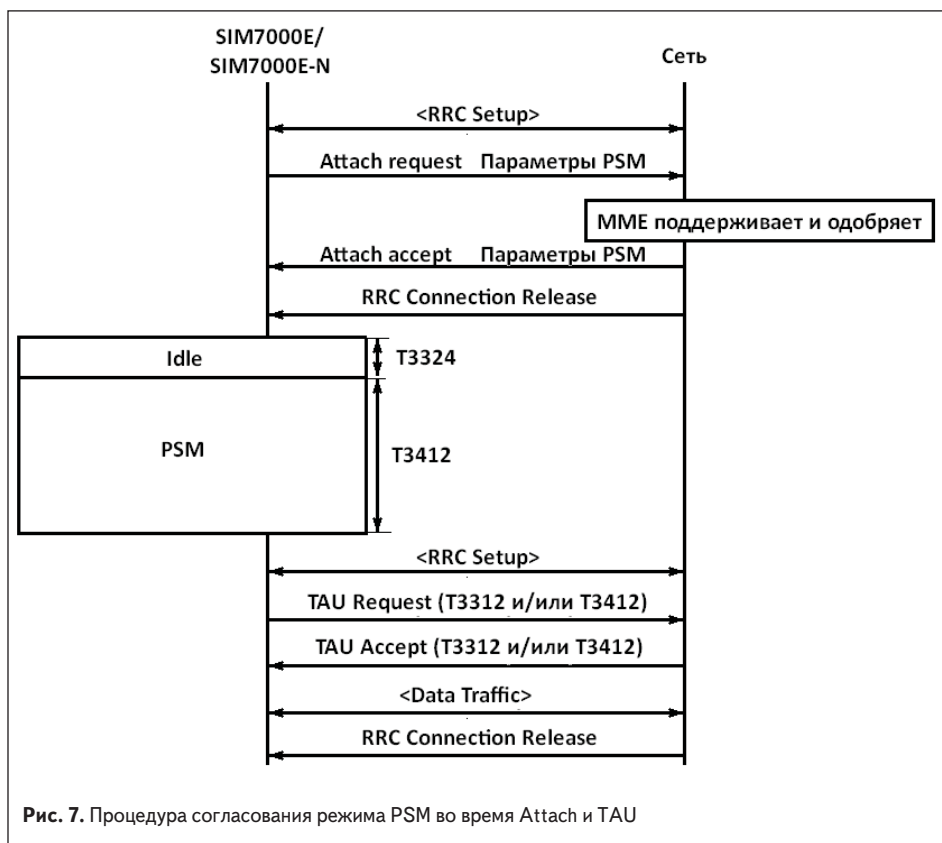 SIM7000E/
SIM7000E-N
Сеть
<RRC Setup>
Attach request Параметры PSM
MME поддерживает и одобряет
Attach accept Параметры PSM
RRC Connection Release
Idle
T3324
PSM
T3412
<RRC Setup>
TAU Request (T3312 и/или T3412)
TAU Accept (T3312 и/или T3412)
<Data Traffic>
RRC Connection Release
Рис. 7. Процедура согласования режима PSM во время Attach и TAU